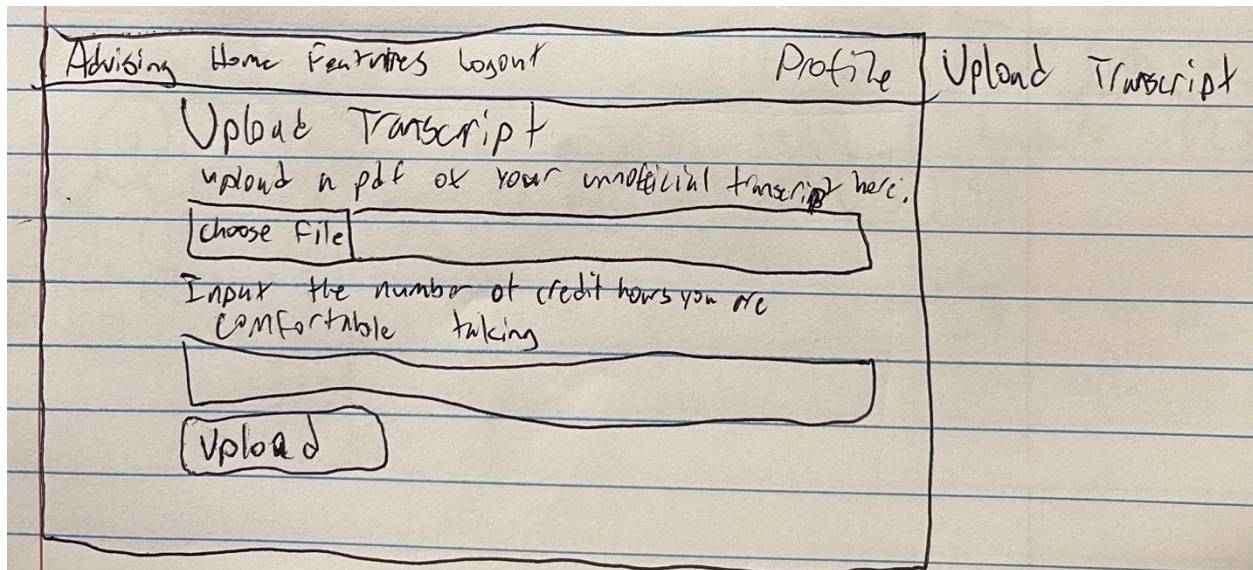 Advising Home Features Logout Profile
Upload Transcript
Upload Transcript
upload a pdf of your unofficial transcript here.
choose file
Input the number of credit hours you are
comfortable taking
Upload